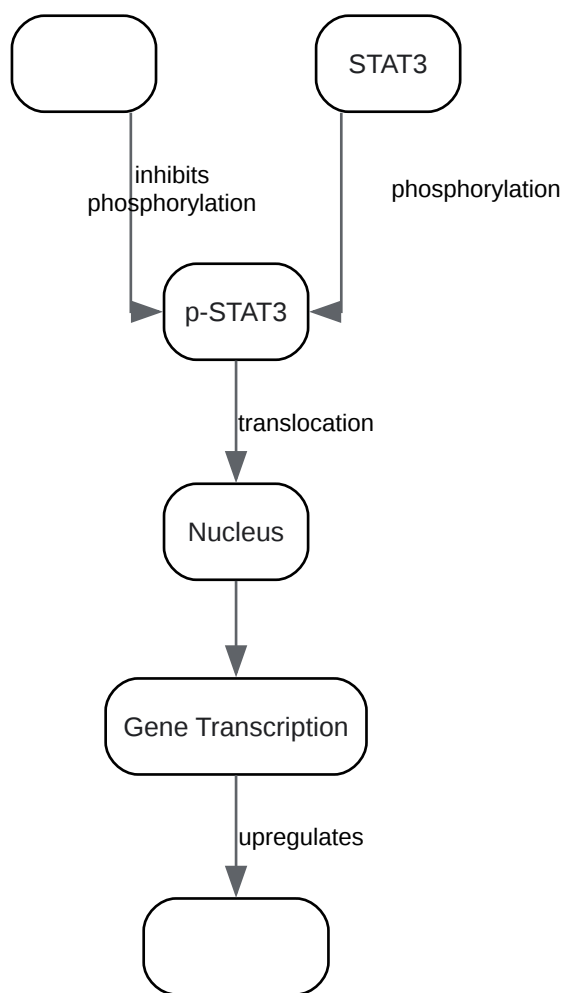 STAT3
inhibits
phosphorylation
phosphorylation
p-STAT3
translocation
Nucleus
Gene Transcription
upregulates